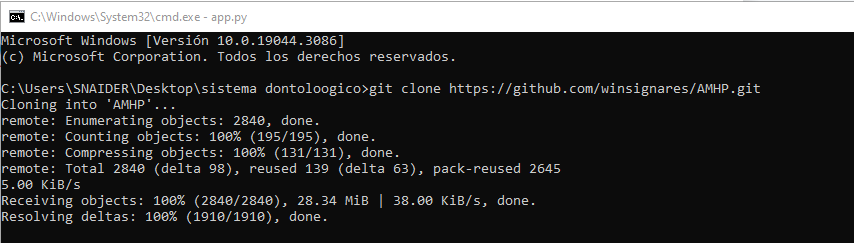 C:\Windows\System32\cmd.exe - app.py
Microsoft Windows [Versión 10.0.19044.3086]
(c) Microsoft Corporation. Todos los derechos reservados.
C:\Users\SNAIDER\Desktop\sistema dontoloogico>git clone https://github.com/winsignares/AMHP.git
Cloning into 'AMHP'...
remote: Enumerating objects: 2840, done.
remote: Counting objects: 100% (195/195), done.
remote: Compressing objects: 100% (131/131), done.
remote: Total 2840 (delta 98), reused 139 (delta 63), pack-reused 2645
5.00 KiB/s
Receiving objects: 100% (2840/2840), 28.34 MiB | 38.00 KiB/s, done.
Resolving deltas: 100% (1910/1910), done.